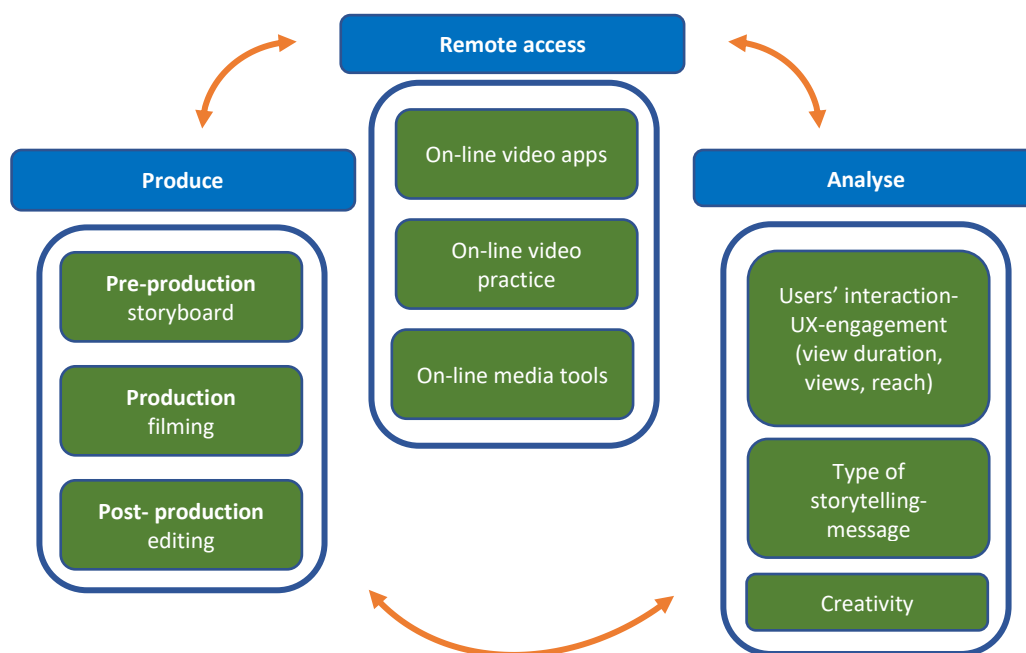 Remote access
On-line video apps
On-line video
practice
On-line media tools
Produce
Pre-production
storyboard
Production
filming
Post- production
editing
Analyse
Users’ interaction-
UX-engagement
(view duration,
views, reach)
Type of
storytelling-
message
Creativity